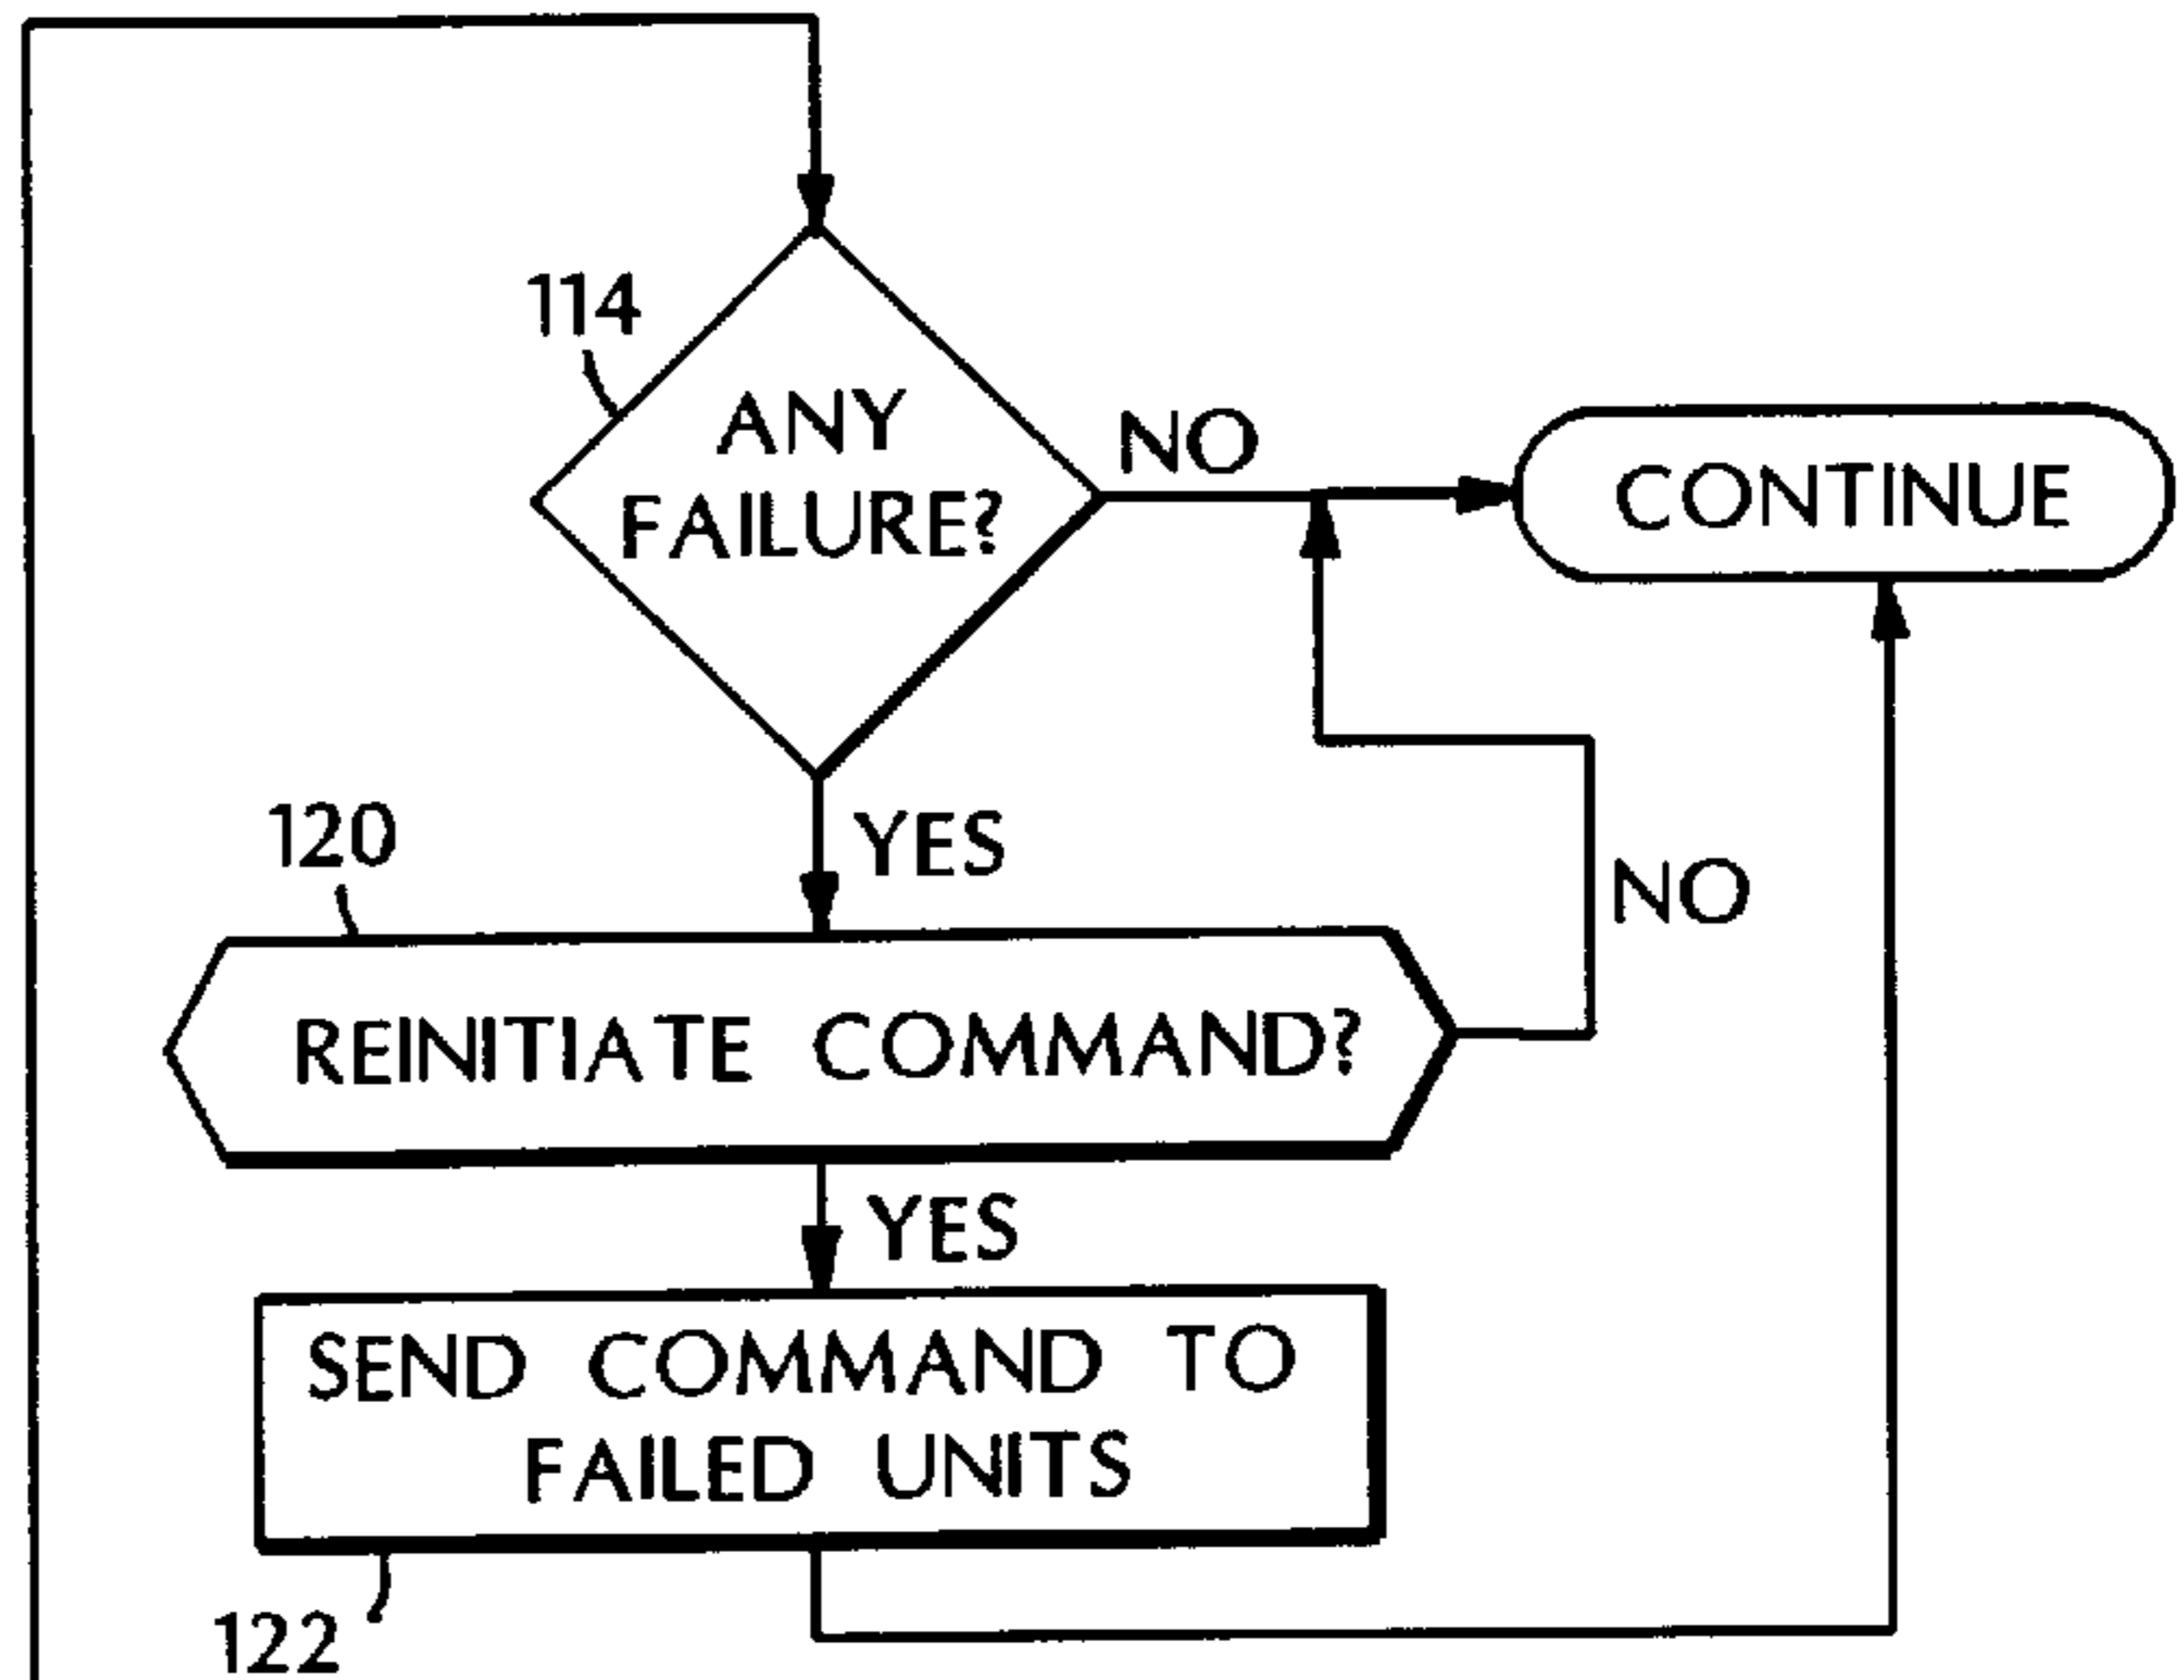 114
ANY
FAILURE?
NO
CONTINUE
YES
120
NO
REINITIATE COMMAND?
YES
SEND COMMAND TO
FAILED UNITS
122